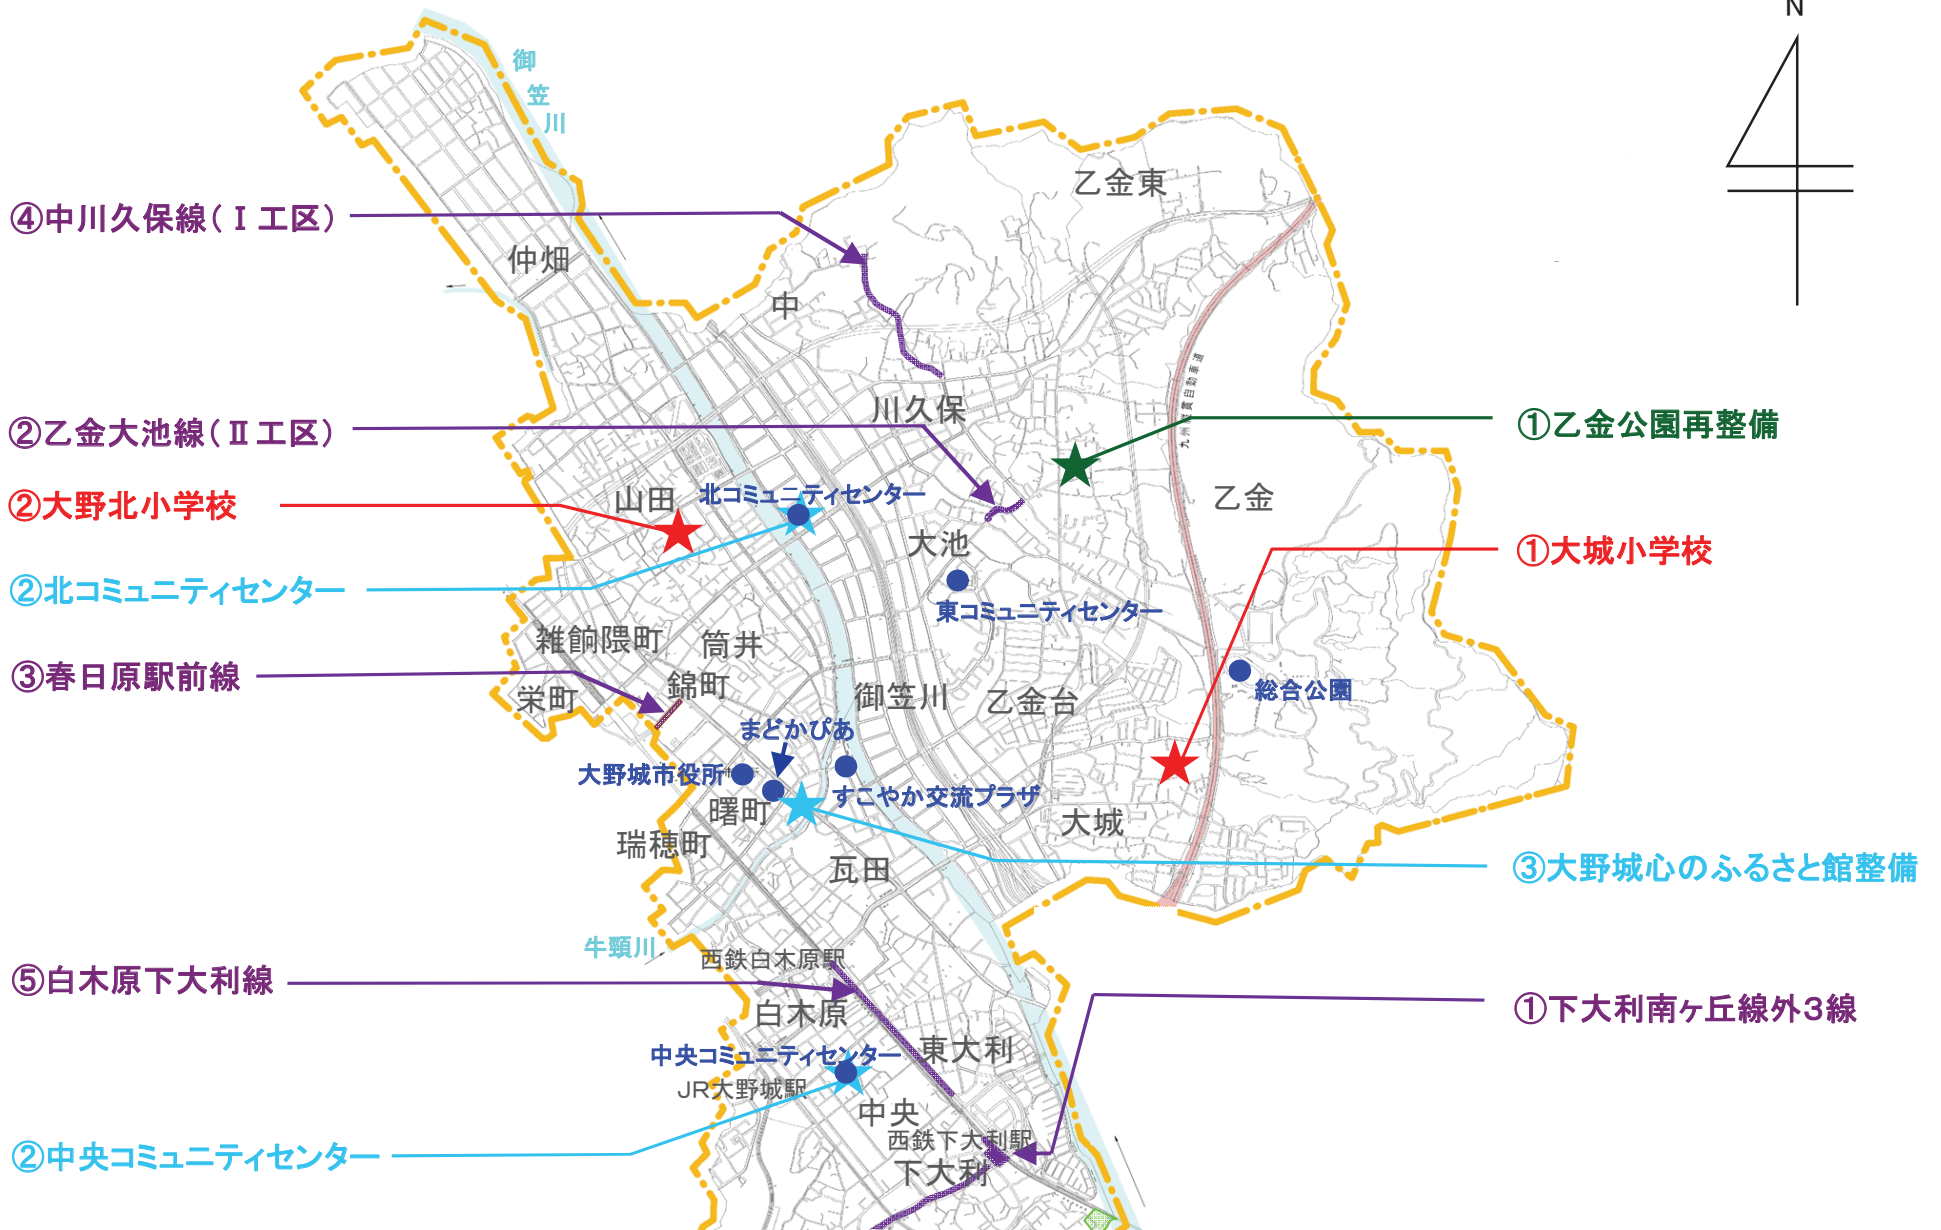 N
御
笠
川
乙金東
④中川久保線(Ⅰ工区)
仲畑
中
九州縦貫自動車道
川久保
①乙金公園再整備
②乙金大池線(Ⅱ工区)
山田
北コミュニティセンター
乙金
②大野北小学校
大池
①大城小学校
②北コミュニティセンター
東コミュニティセンター
雑餉隈町
筒井
③春日原駅前線
錦町
栄町
御笠川
乙金台
総合公園
まどかぴあ
大野城市役所
すこやか交流プラザ
曙町
大城
瑞穂町
瓦田
③大野城心のふるさと館整備
牛頸川
西鉄白木原駅
⑤白木原下大利線
白木原
①下大利南ヶ丘線外3線
東大利
中央コミュニティセンター
JR大野城駅
中央
西鉄下大利駅
②中央コミュニティセンター
下大利